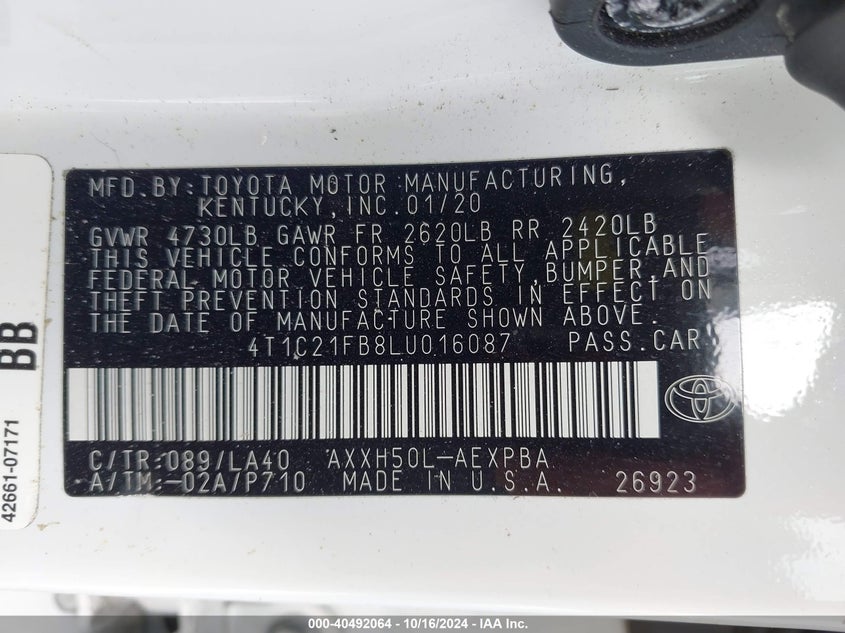 MFD.BY:TOYOTA MOTOR MANUFACTURING,
KENTUCKY,INC.01/20
GVWR 4730LB GAWR FR 2620LB RR 2420LB
THIS VEHICLE CONFORMS TO ALL APPLICABLE
FEDERAL MOTOR VEHICLE SAFETY,BUMPER,AND
THEFT PREVENTION STANDARDS IN EFFECT ON
THE DATE OF MANUFACTURE SHOWN ABOVE.
4T1C21FB8LU016087 PASS.CAR
C/TR:089/LA40 AXXH50L-AEXPBA
A/TM:-02A/P710 MADE IN U.S.A. 26923
BB
42661-07171
000-40492064 - 10/16/2024 - IAA Inc.